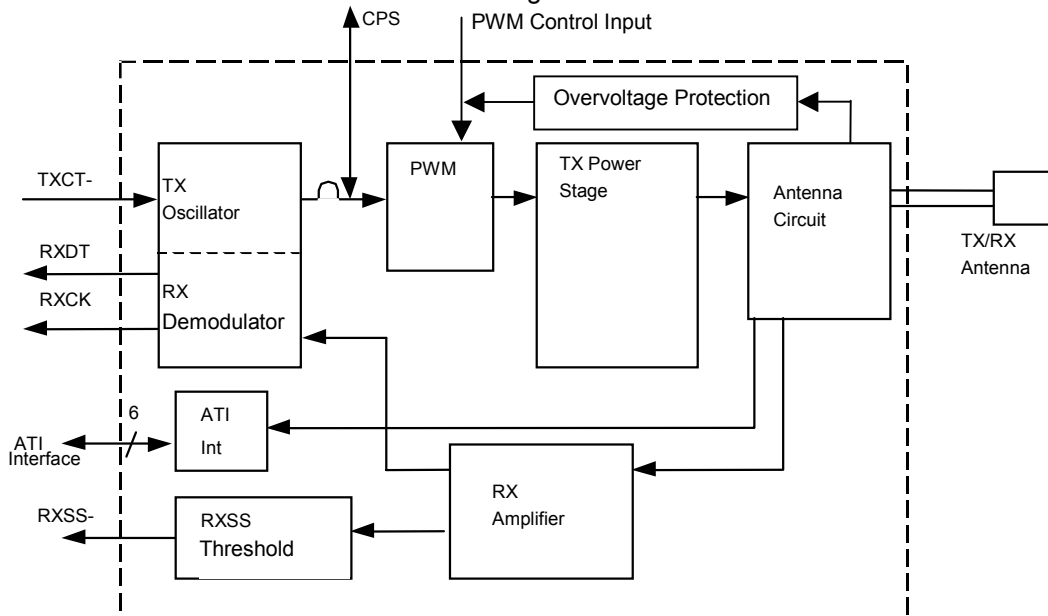 CPS
PWM Control Input
Overvoltage Protection
TXCT-
TX
Oscillator
PWM
TX Power
Stage
Antenna
Circuit
TX/RX
Antenna
RXDT
RXCK
RX
Demodulator
6
ATI
Interface
ATI
Int
RX
Amplifier
RXSS-
RXSS
Threshold